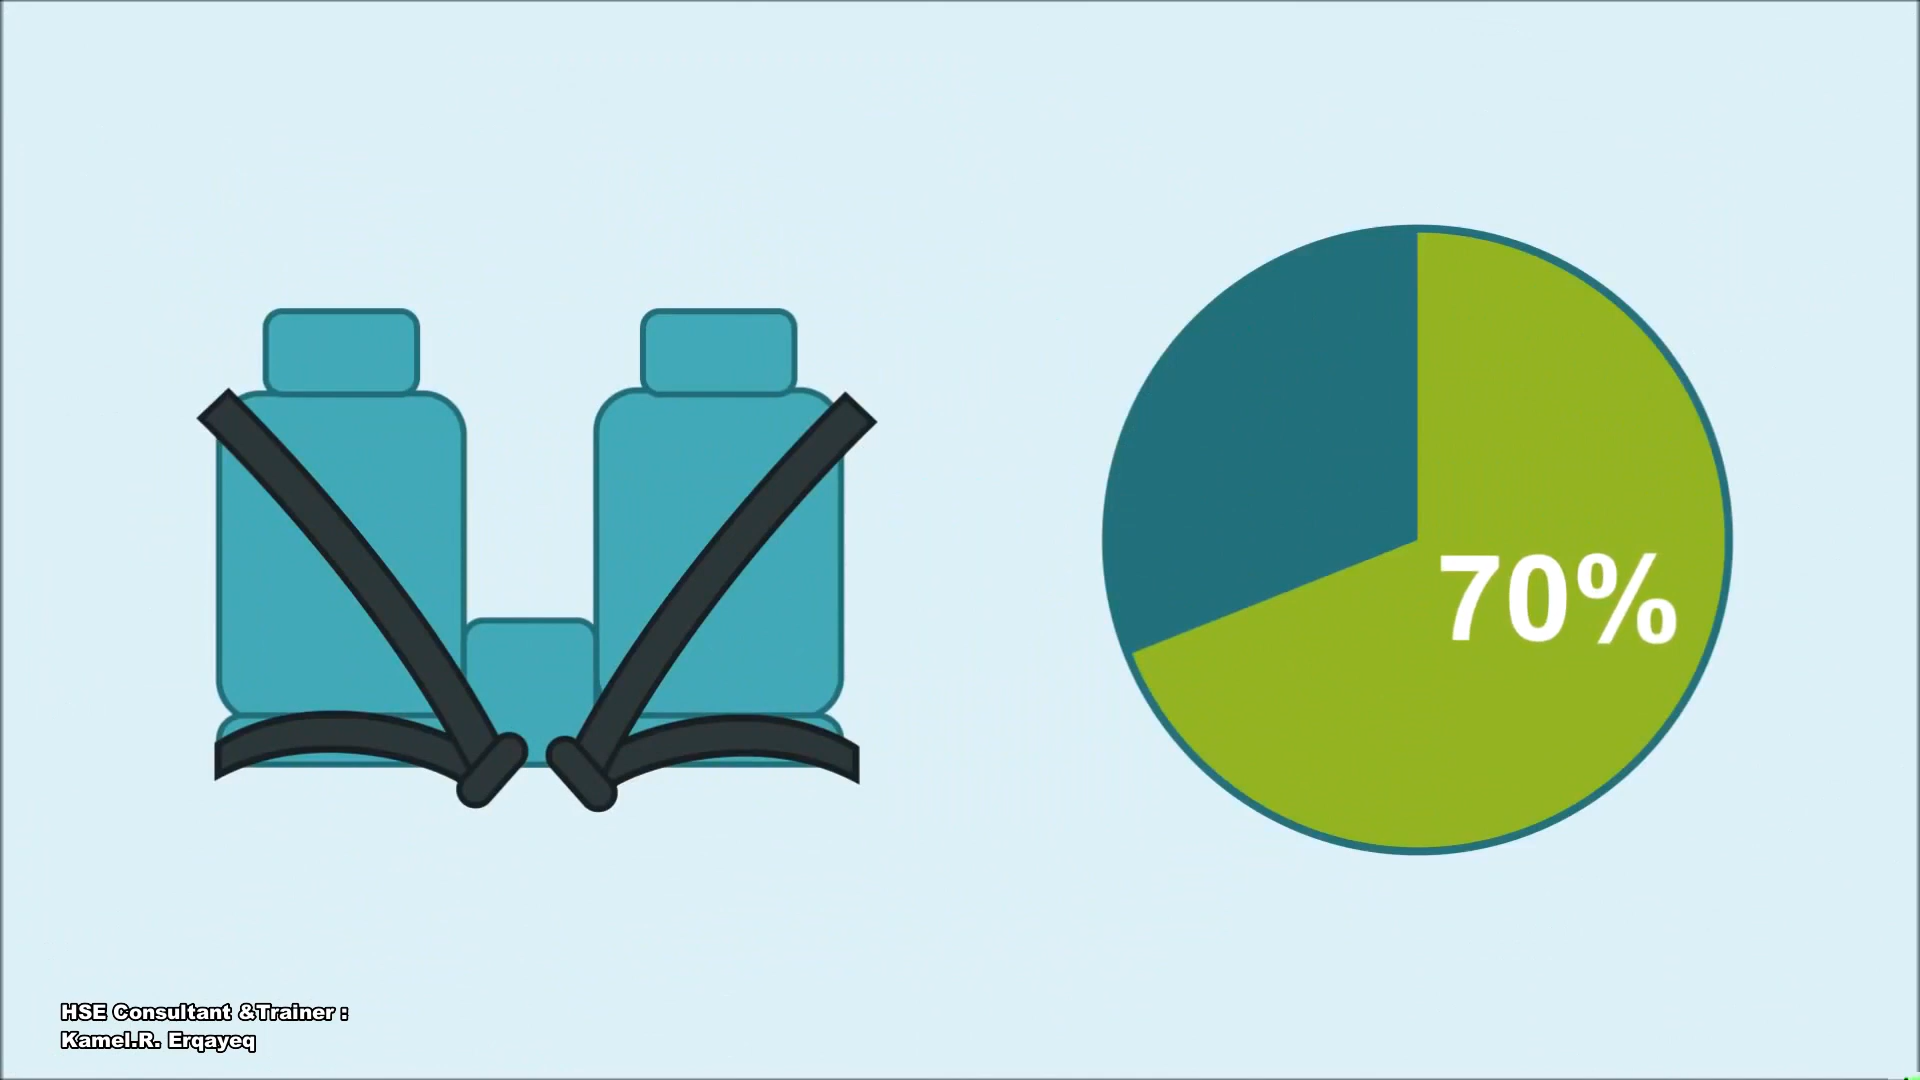 70%
HSE Consultant &Trainer :
Kamel.R. Erqayeq